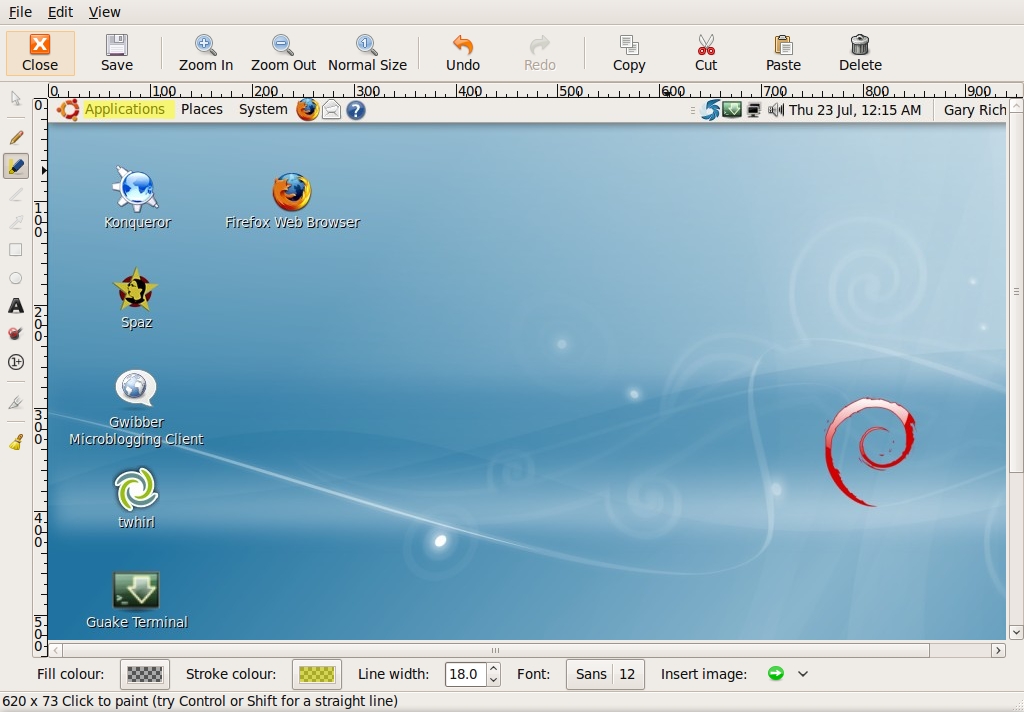 File Edit View
Close Save Zoom In Zoom Out Normal Size Undo Redo Copy Cut Paste Delete
0 100 200 300 400 500 600 700 800 900
Applications Places System Thu 23 Jul, 12:15 AM Gary Rich
0
100
200
300
400
500
Konqueror Firefox Web Browser
Spaz
Gwibber
Microblogging Client
twhirl
Guake Terminal
Fill colour: Stroke colour: Line width: 18.0 Font: Sans 12 Insert image:
620 x 73 Click to paint (try Control or Shift for a straight line)